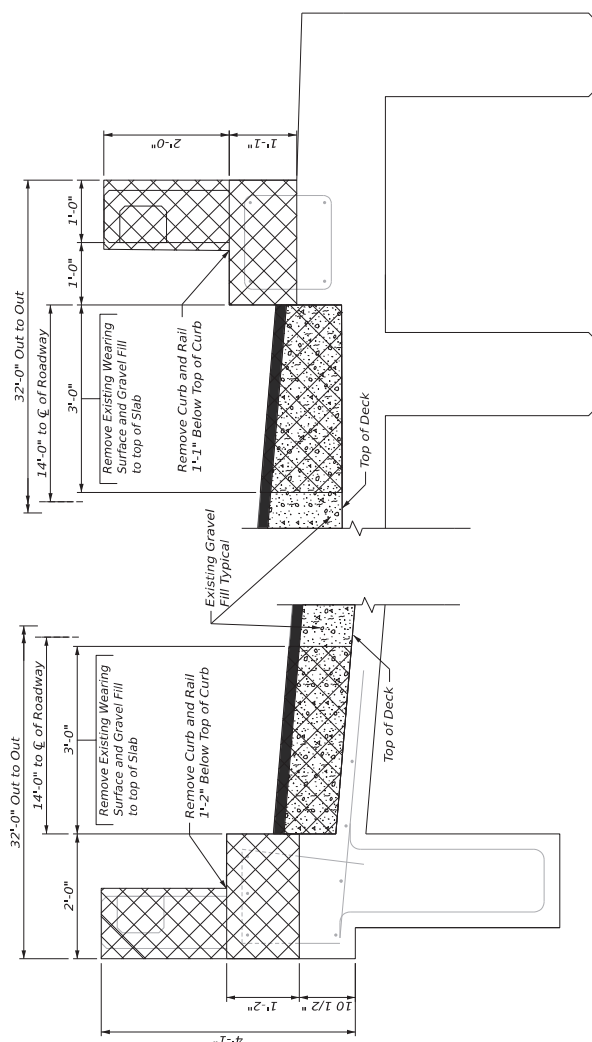 32'-0" Out to Out
14'-0" to ℄ of Roadway
3'-0"
1'-0"
1'-0"
2'-0"
1'-1"
Remove Existing Wearing
Surface and Gravel Fill
to top of Slab
Remove Curb and Rail
1'-1" Below Top of Curb
Top of Deck
Existing Gravel
Fill Typical
32'-0" Out to Out
14'-0" to ℄ of Roadway
3'-0"
2'-0"
Remove Existing Wearing
Surface and Gravel Fill
to top of Slab
Remove Curb and Rail
1'-2" Below Top of Curb
Top of Deck
1'-2"
10 1/2 "
4'-1"